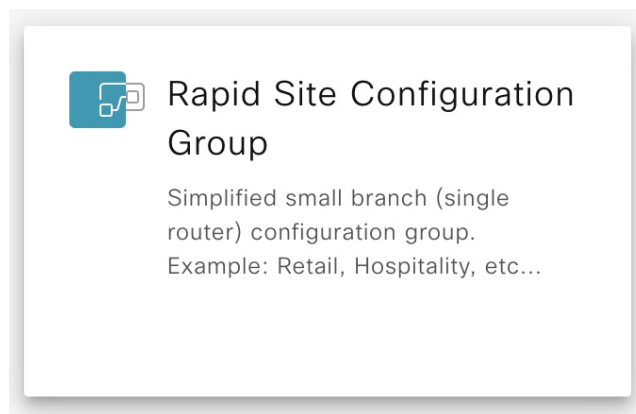 Rapid Site Configuration
Group
Simplified small branch (single
router) configuration group.
Example: Retail, Hospitality, etc...